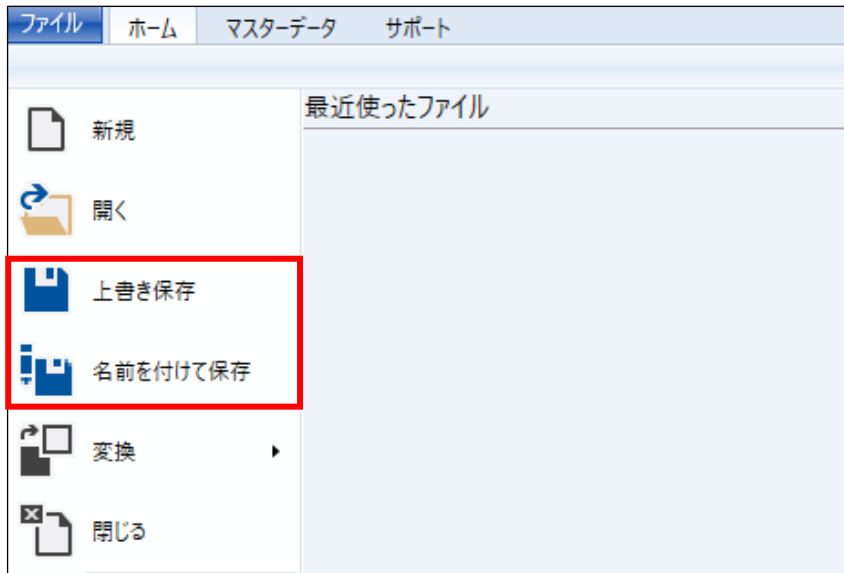 ファイル ホーム マスターデータ サポート
最近使ったファイル
新規
開く
上書き保存
名前を付けて保存
変換
閉じる